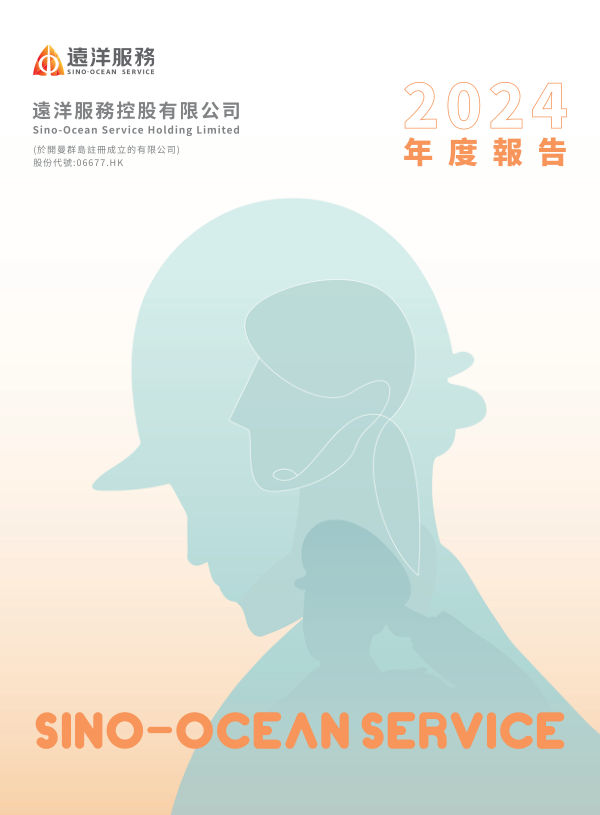 遠洋服務
SINO-OCEAN SERVICE
遠洋服務控股有限公司
Sino-Ocean Service Holding Limited
(於開曼群島註冊成立的有限公司)
股份代號:06677.HK
2024
年度報告
SINO-OCEAN SERVICE